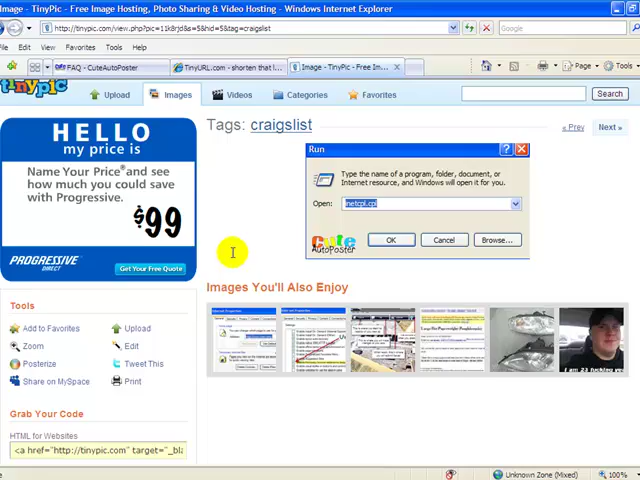 Image - TinyPic - Free Image Hosting, Photo Sharing & Video Hosting - Windows Internet Explorer
http://tinypic.com/view.php?pic=11k8rjd&s=5&hid=5&tag=craigslist
File Edit View Favorites Tools Help
FAQ - CuteAutoPoster
TinyURL.com - shorten that l...
Image - TinyPic - Free Im...
Page
Tools
tinypic
Upload
Images
Videos
Categories
Favorites
Search
HELLO
my price is
Name Your Price® and see
how much you could save
with Progressive.
$99
PROGRESSIVE
DIRECT
Get Your Free Quote
Tags: craigslist
« Prev
Next »
Run
Type the name of a program, folder, document, or
Internet resource, and Windows will open it for you.
Open:
inetcpl.cpl
Cute
AutoPoster
OK
Cancel
Browse...
Images You'll Also Enjoy
I am 23 fucking
Tools
Add to Favorites
Upload
Zoom
Edit
Posterize
Tweet This
Share on MySpace
Print
Grab Your Code
HTML for Websites
<a href="http://tinypic.com" target="_bla
Unknown Zone (Mixed)
100%